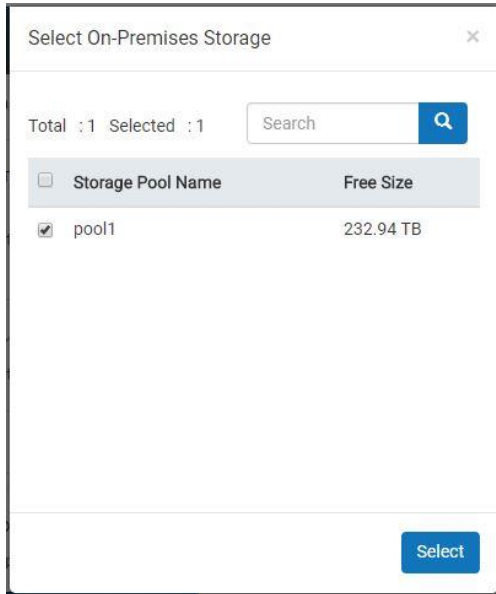 Select On-Premises Storage ×
Total : 1 Selected : 1 Search
Storage Pool Name Free Size
pool1 232.94 TB
Select